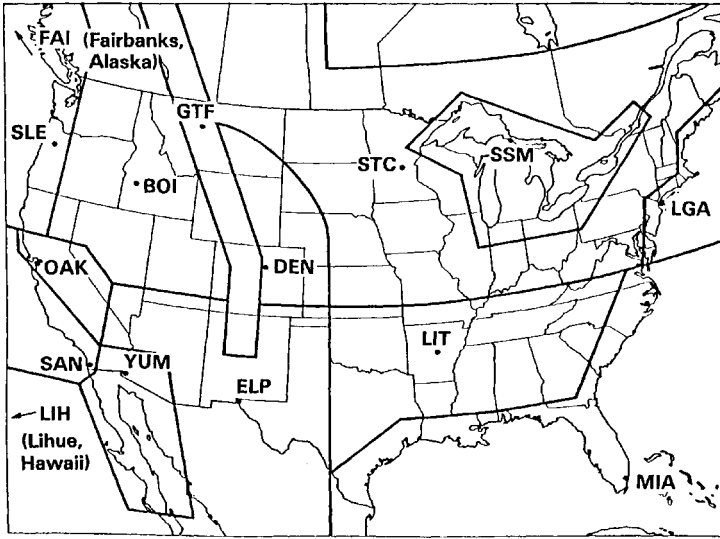 FAI (Fairbanks,
Alaska)
GTF
SLE
STC
SSM
BOI
LGA
OAK
DEN
LIT
SAN
YUM
ELP
LIH
(Lihue,
Hawaii)
MIA